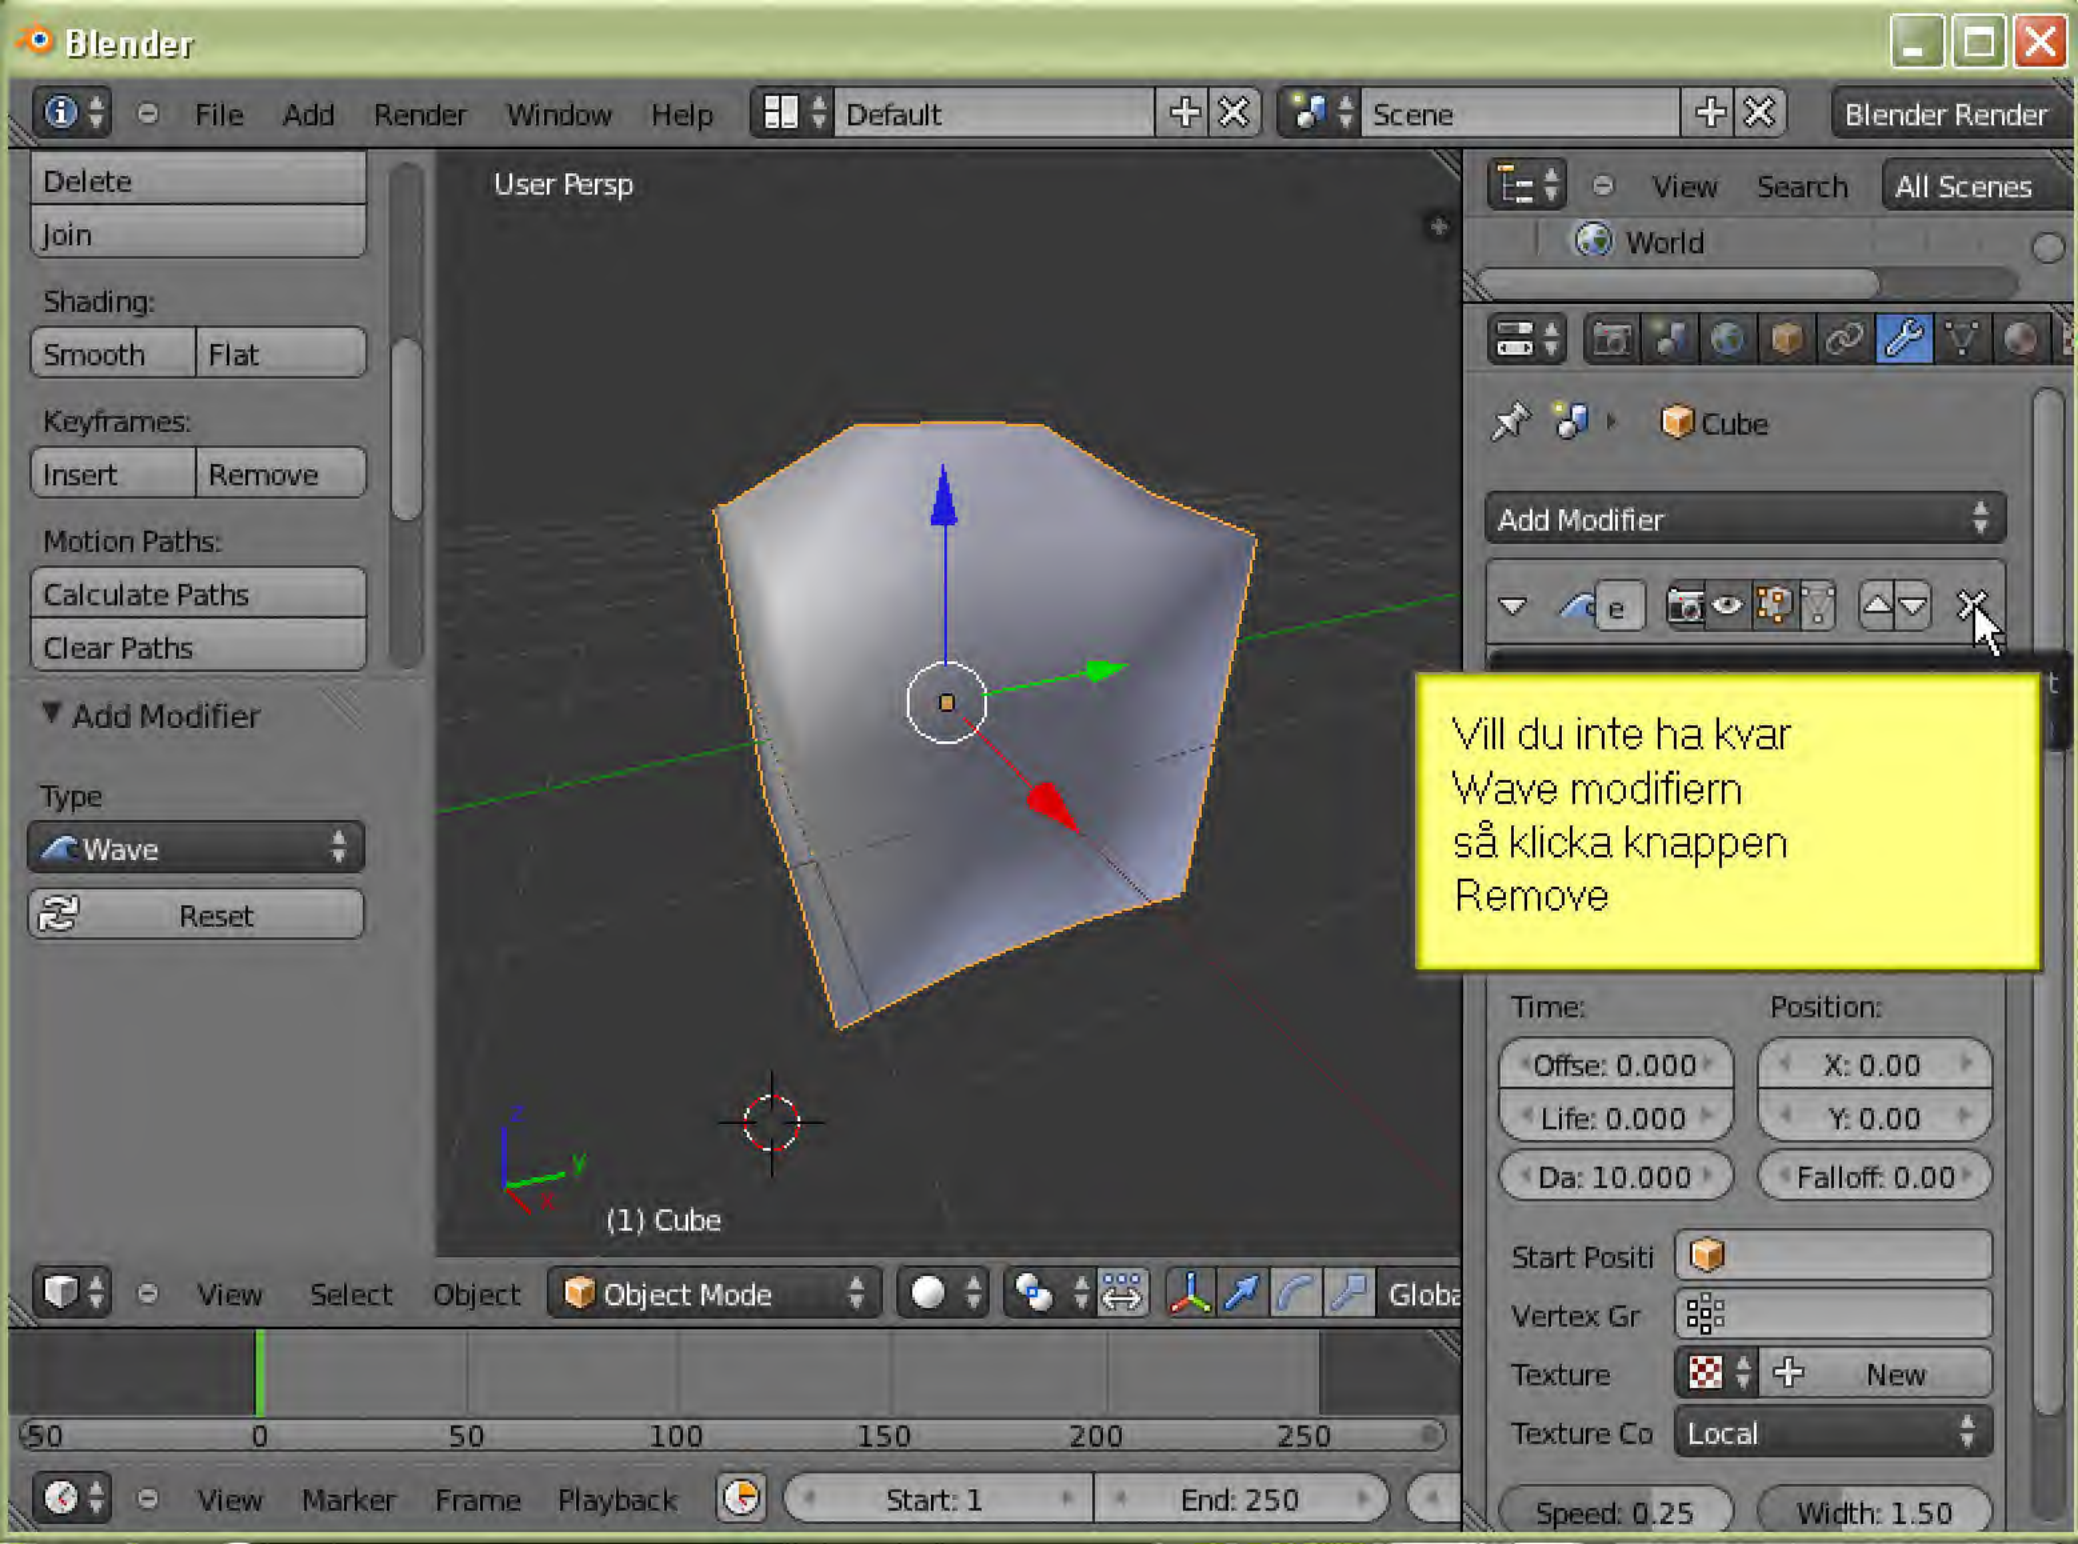 Blender
File Add Render Window Help Default Scene Blender Render
Delete
Join
Shading:
Smooth Flat
Keyframes:
Insert Remove
Motion Paths:
Calculate Paths
Clear Paths
Add Modifier
Type
Wave
Reset
User Persp
z
y
x
(1) Cube
View Search All Scenes
World
Cube
Add Modifier
e
t
Vill du inte ha kvar
Wave modifiern
så klicka knappen
Remove
Time: Position:
Offse: 0.000 X: 0.00
Life: 0.000 Y: 0.00
Da: 10.000 Falloff: 0.00
Start Positi
Vertex Gr
Texture New
Texture Co Local
Speed: 0.25 Width: 1.50
View Select Object Object Mode Globa
-50 0 50 100 150 200 250
View Marker Frame Playback Start: 1 End: 250